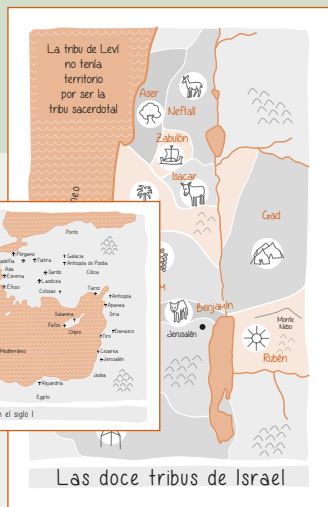 La tribu de Leví
no tenía
territorio
por ser la
tribu sacerdotal
Aser
Neftalí
Zabulón
Isacar
Gad
Benjamín
Jerusalén
Monte
Nebo
Rubén
Ponto
Pérgamo
Tiatira
Asia
Esmirna
Sardis
Éfeso
Laodicea
Colosas
Galacia
Antioquía de Pisidia
Cilicia
Tarso
Antioquía
Apamea
Siria
Salamina
Pafos
Chipre
Damasco
Tiro
Cesarea
Jerusalén
Judea
Mediterráneo
Alejandría
Egipto
n el siglo I
Las doce tribus de Israel